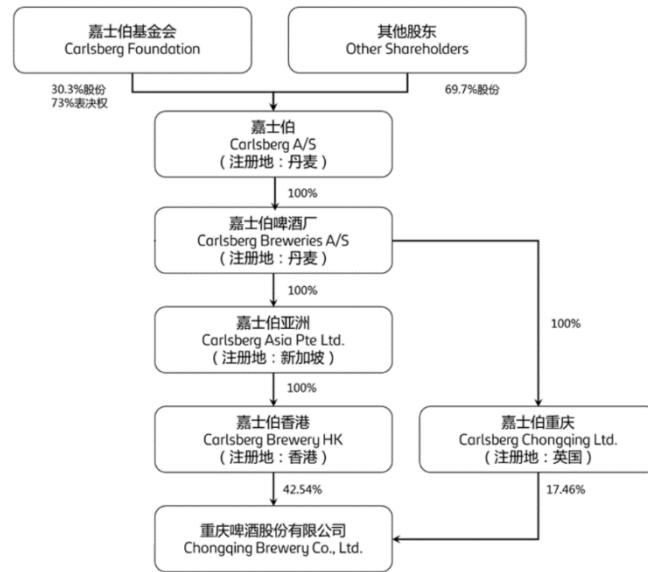 嘉士伯基金会
Carlsberg Foundation
其他股东
Other Shareholders
30.3%股份
73%表决权
69.7%股份
嘉士伯
Carlsberg A/S
（注册地：丹麦）
100%
嘉士伯啤酒厂
Carlsberg Breweries A/S
（注册地：丹麦）
100%
嘉士伯亚洲
Carlsberg Asia Pte Ltd.
（注册地：新加坡）
100%
100%
嘉士伯香港
Carlsberg Brewery HK
（注册地：香港）
嘉士伯重庆
Carlsberg Chongqing Ltd.
（注册地：英国）
42.54%
17.46%
重庆啤酒股份有限公司
Chongqing Brewery Co., Ltd.